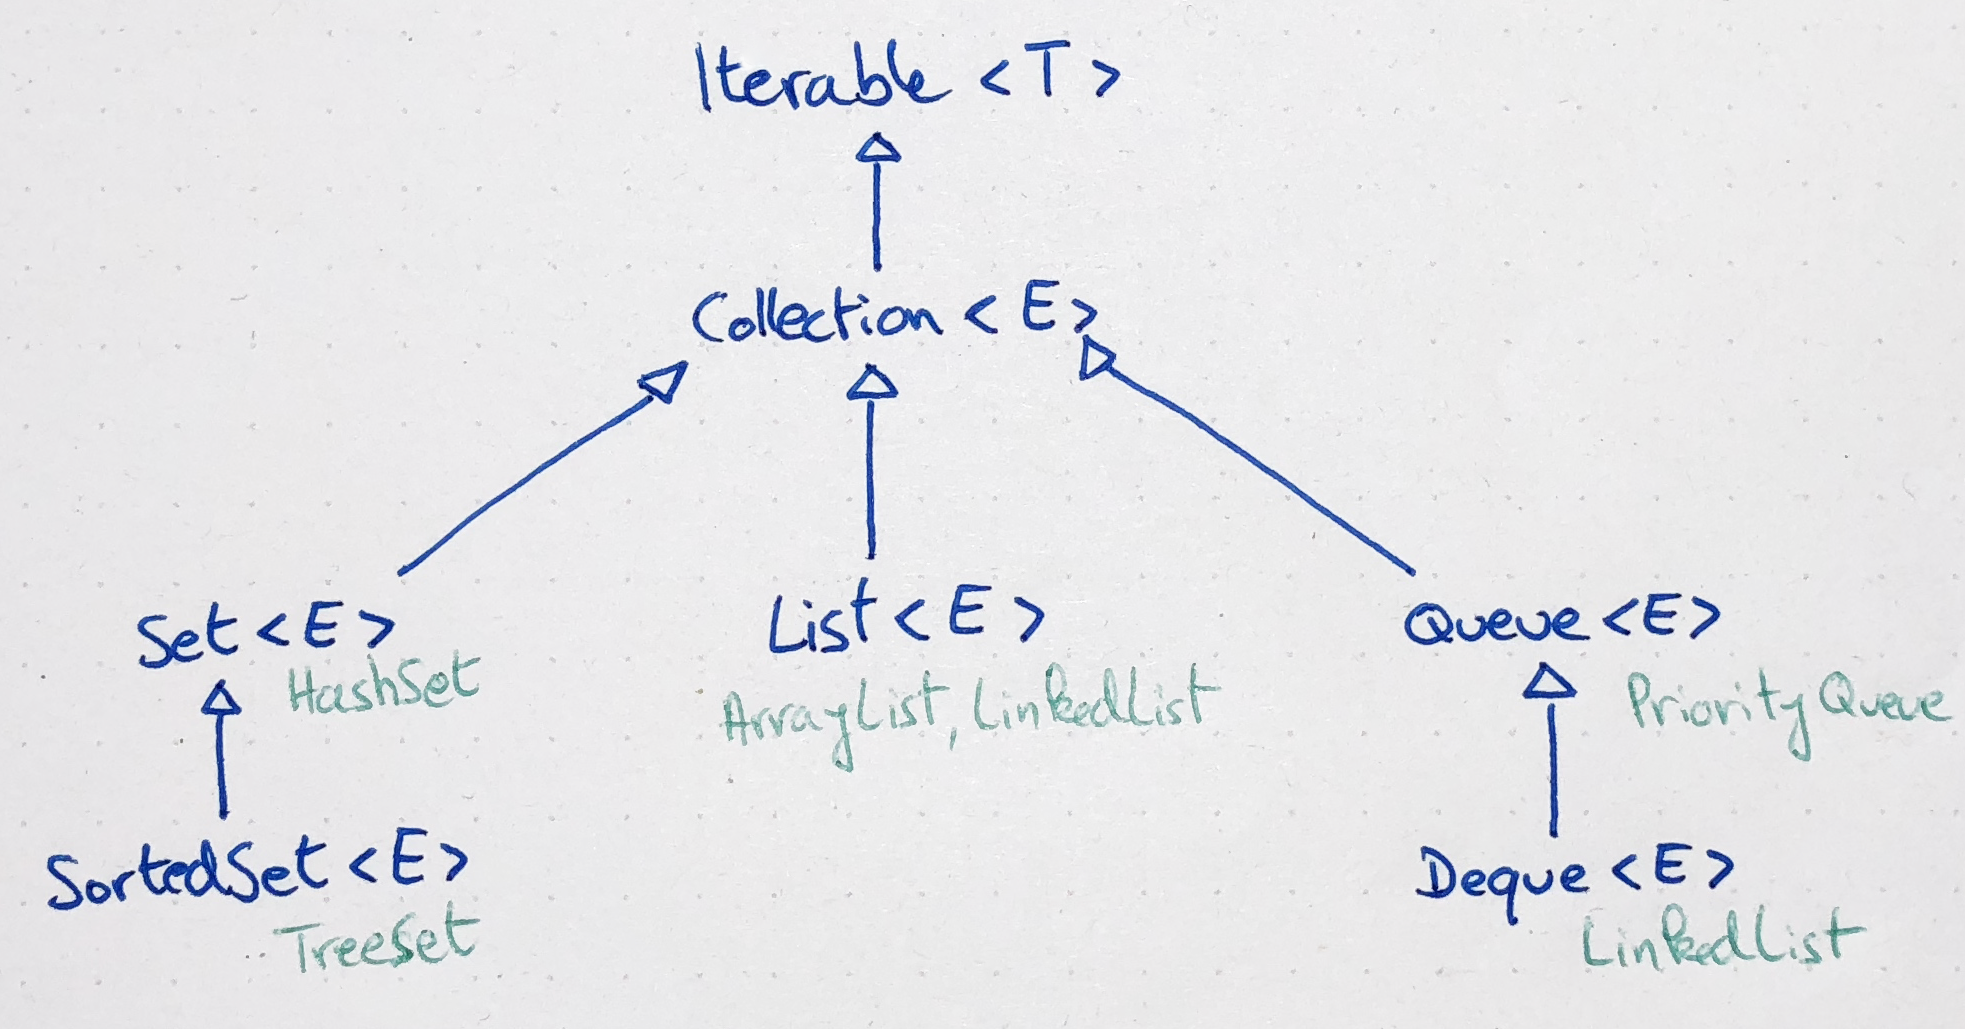 Iterable <T>
Collection <E>
Set <E>
HashSet
List <E>
ArrayList, LinkedList
Queue <E>
PriorityQueue
SortedSet <E>
TreeSet
Deque <E>
LinkedList